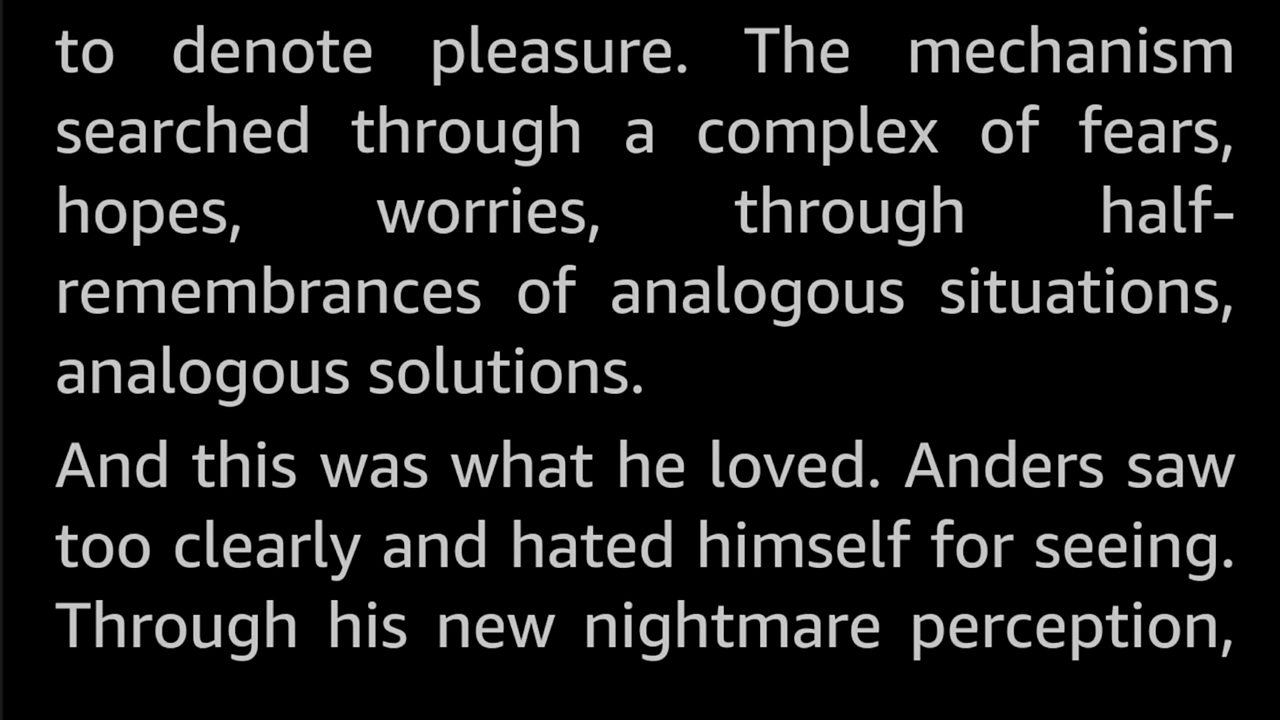 to denote pleasure. The mechanism
searched through a complex of fears,
hopes, worries, through half-
remembrances of analogous situations,
analogous solutions.
And this was what he loved. Anders saw
too clearly and hated himself for seeing.
Through his new nightmare perception,